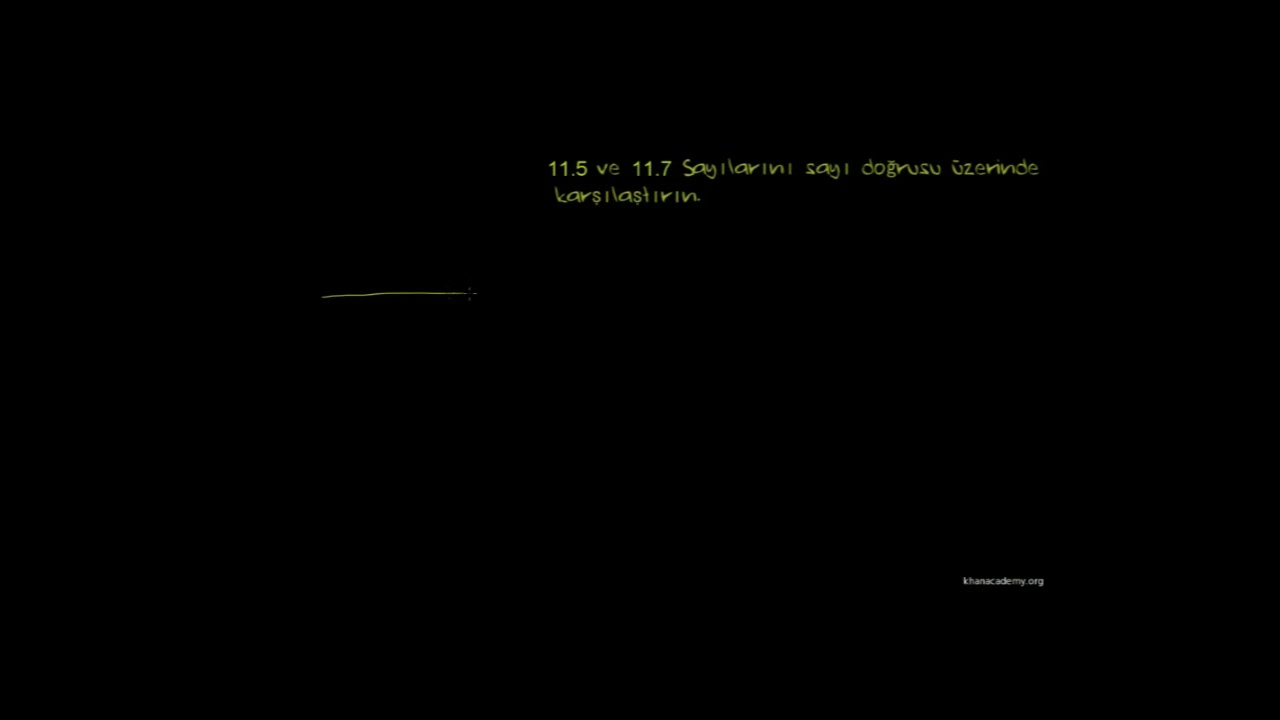 11.5 ve 11.7 Sayılarını sayı doğrusu üzerinde
karşılaştırın.
khanacademy.org